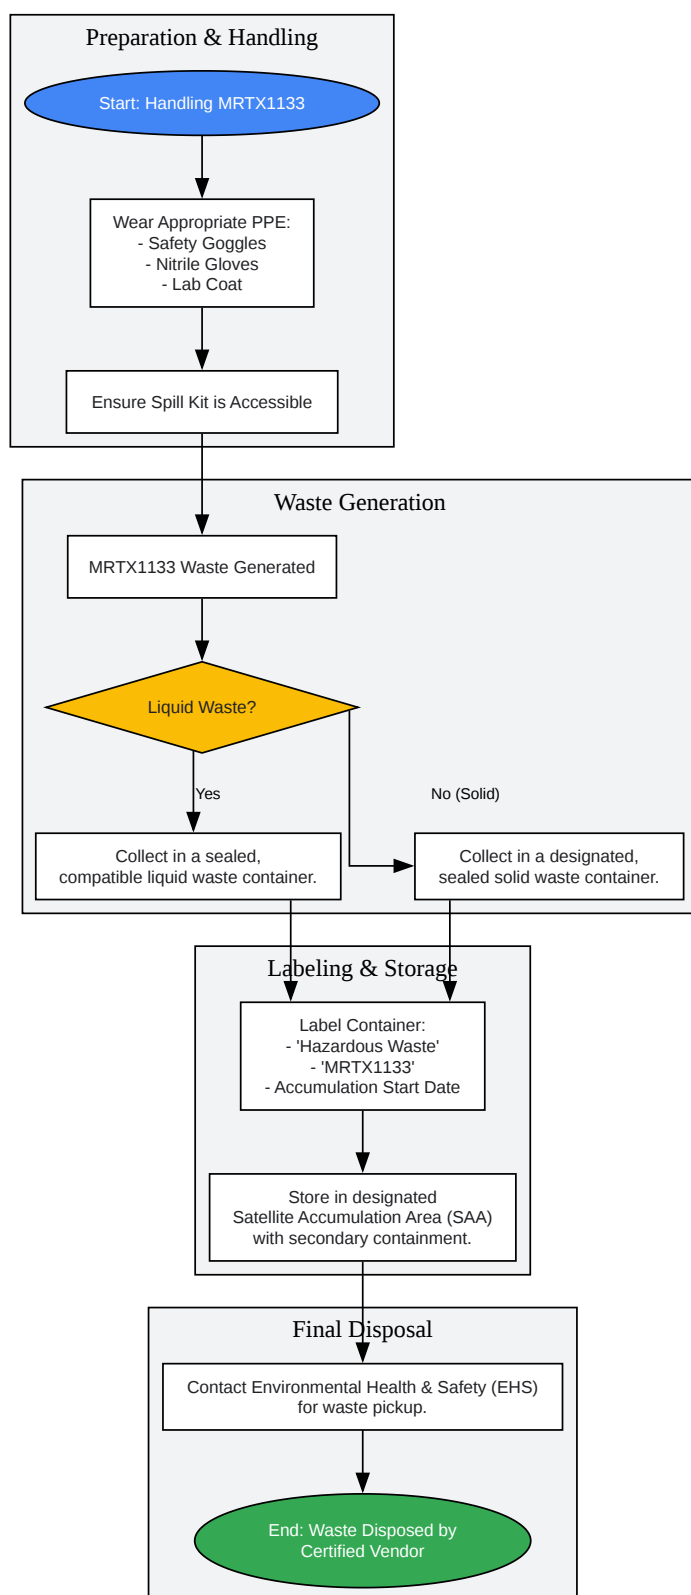 Preparation & Handling
Start: Handling MRTX1133
Wear Appropriate PPE:
- Safety Goggles
- Nitrile Gloves
- Lab Coat
Ensure Spill Kit is Accessible
Waste Generation
MRTX1133 Waste Generated
Liquid Waste?
Yes
No (Solid)
Collect in a sealed,
compatible liquid waste container.
Collect in a designated,
sealed solid waste container.
Labeling & Storage
Label Container:
- 'Hazardous Waste'
- 'MRTX1133'
- Accumulation Start Date
Store in designated
Satellite Accumulation Area (SAA)
with secondary containment.
Final Disposal
Contact Environmental Health & Safety (EHS)
for waste pickup.
End: Waste Disposed by
Certified Vendor